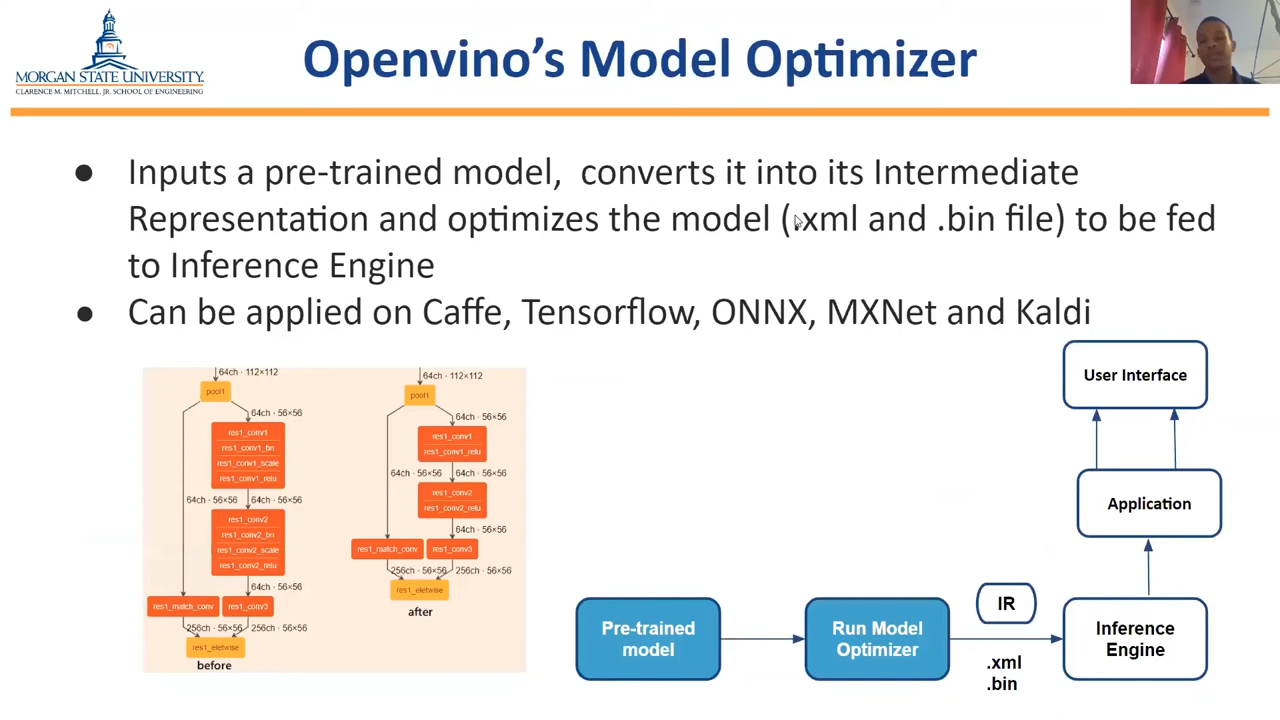 MORGAN STATE UNIVERSITY.
CLARENCE M. MITCHELL, JR. SCHOOL OF ENGINEERING
Openvino's Model Optimizer
● Inputs a pre-trained model,  converts it into its Intermediate
Representation and optimizes the model (.xml and .bin file) to be fed
to Inference Engine
● Can be applied on Caffe, Tensorflow, ONNX, MXNet and Kaldi
64ch · 112×112
pool1
64ch · 56×56
res1_conv1
res1_conv1_bn
res1_conv1_scale
res1_conv1_relu
64ch · 56×56
64ch · 56×56
res1_conv2
res1_conv2_bn
res1_conv2_scale
res1_conv2_relu
64ch · 56×56
res1_match_conv
res1_conv3
256ch · 56×56
256ch · 56×56
res1_eletwise
before
64ch · 112×112
pool1
64ch · 56×56
res1_conv1
res1_conv1_relu
64ch · 56×56
64ch · 56×56
res1_conv2
res1_conv2_relu
64ch · 56×56
res1_match_conv
res1_conv3
256ch · 56×56
256ch · 56×56
res1_eletwise
after
User Interface
Application
Pre-trained
model
Run Model
Optimizer
IR
.xml
.bin
Inference
Engine